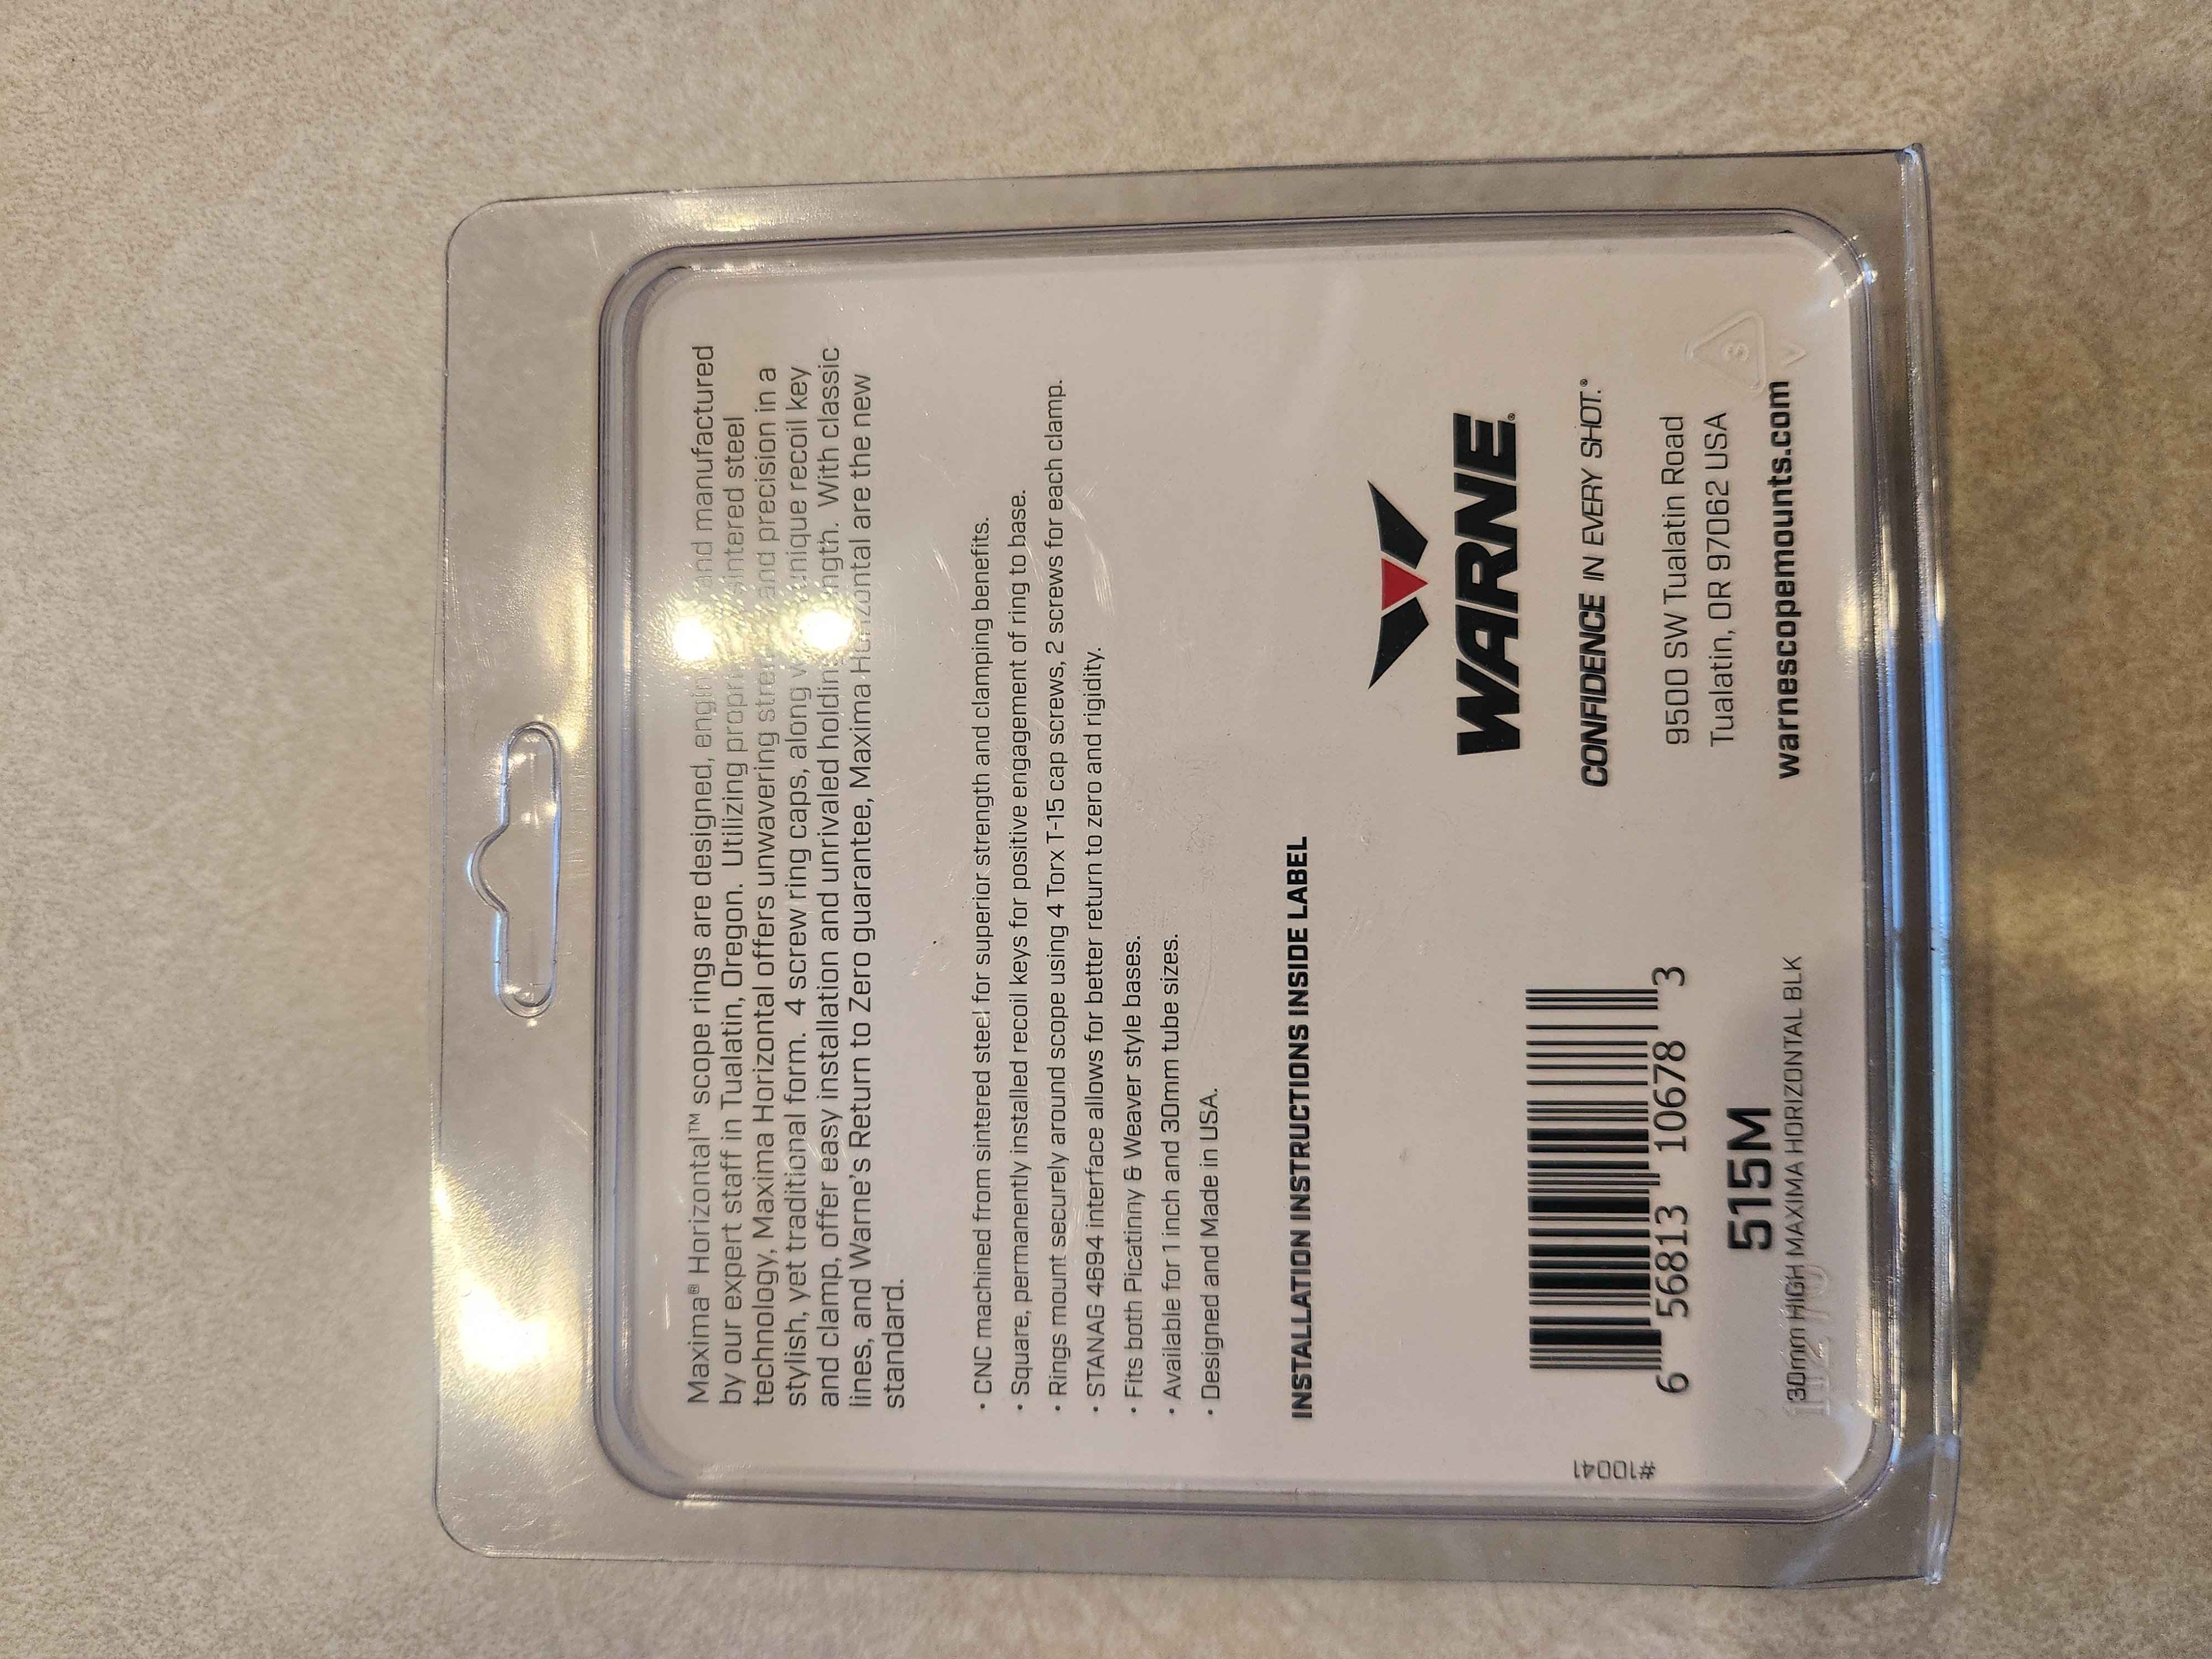 Maxima® Horizontal™ scope rings are designed, and manufactured
by our expert staff in Tualatin, Oregon. Utilizing sintered steel
technology, Maxima Horizontal offers unwavering and precision in a
stylish, yet traditional form. 4 screw ring caps, along unique recoil key
and clamp, offer easy installation and unrivaled With classic
lines, and Warne's Return to Zero guarantee, Maxima Horizontal are the new
standard.
• CNC machined from sintered steel for superior strength and clamping benefits.
• Square, permanently installed recoil keys for positive engagement of ring to base.
• Rings mount securely around scope using 4 Torx T-15 cap screws, 2 screws for each clamp.
• STANAG 4694 interface allows for better return to zero and rigidity.
• Fits both Picatinny & Weaver style bases.
• Available for 1 inch and 30mm tube sizes.
• Designed and Made in USA.
INSTALLATION INSTRUCTIONS INSIDE LABEL
#10041
6 56813 10678 3
515M
30mm HIGH MAXIMA HORIZONTAL BLK
WARNE®
CONFIDENCE IN EVERY SHOT.®
9500 SW Tualatin Road
Tualatin, OR 97062 USA
warnescopemounts.com
3
V